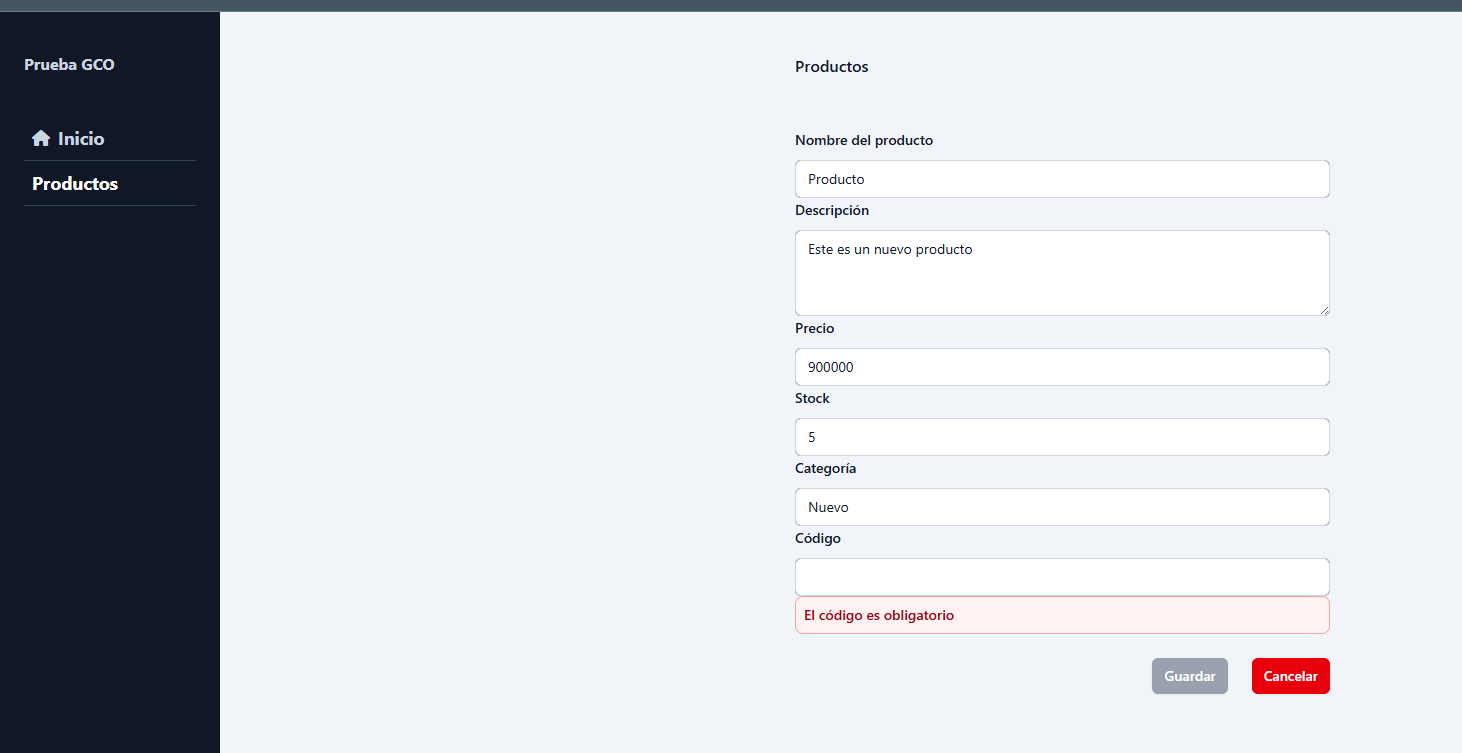 Prueba GCO
Inicio
Productos
Productos
Nombre del producto
Producto
Descripción
Este es un nuevo producto
Precio
900000
Stock
5
Categoría
Nuevo
Código
El código es obligatorio
Guardar
Cancelar